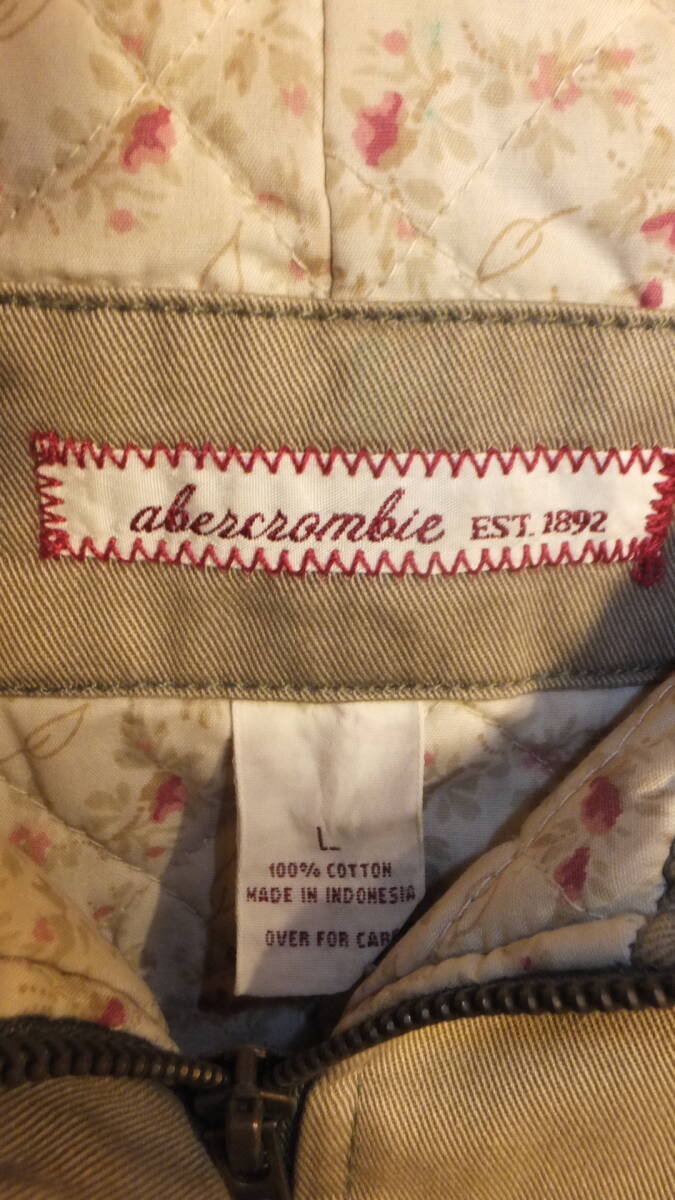 abercrombie EST. 1892
L
100% COTTON
MADE IN INDONESIA
OVER FOR CARE